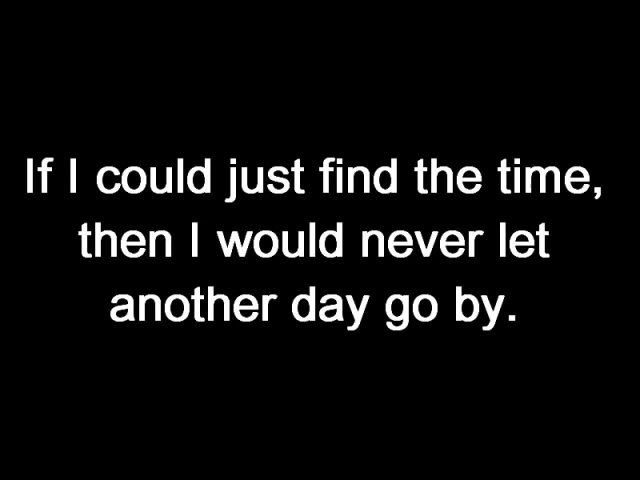 If I could just find the time,
then I would never let
another day go by.